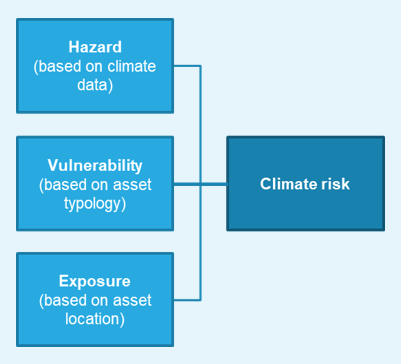 Hazard
(based on climate
data)
Vulnerability
(based on asset
typology)
Climate risk
Exposure
(based on asset
location)